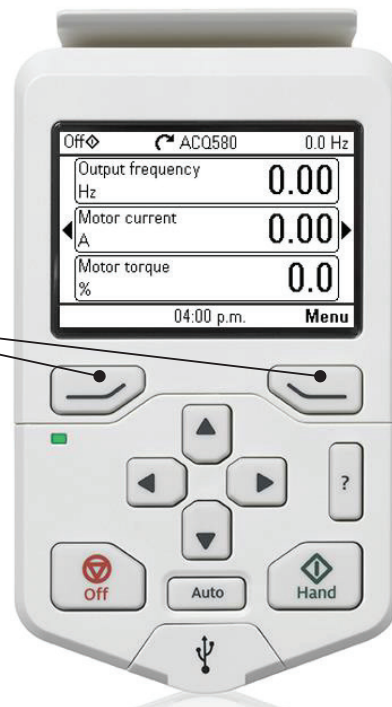 Off ACQ580 0.0 Hz
Output frequency
Hz 0.00
Motor current
A 0.00
Motor torque
% 0.0
04:00 p.m. Menu
?
Off Auto Hand